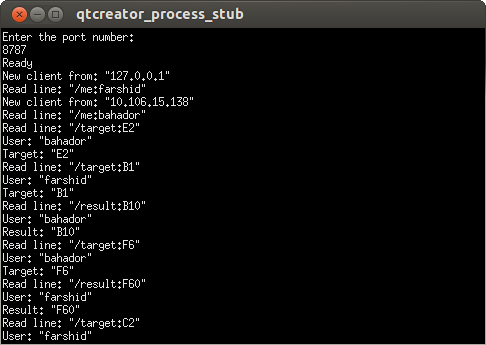 qtcreator_process_stub
Enter the port number:
8787
Ready
New client from: "127.0.0.1"
Read line: "/me:farshid"
New client from: "10.106.15.138"
Read line: "/me:bahador"
Read line: "/target:E2"
User: "bahador"
Target: "E2"
Read line: "/target:B1"
User: "farshid"
Target: "B1"
Read line: "/result:B10"
User: "bahador"
Result: "B10"
Read line: "/target:F6"
User: "bahador"
Target: "F6"
Read line: "/result:F60"
User: "farshid"
Result: "F60"
Read line: "/target:C2"
User: "farshid"